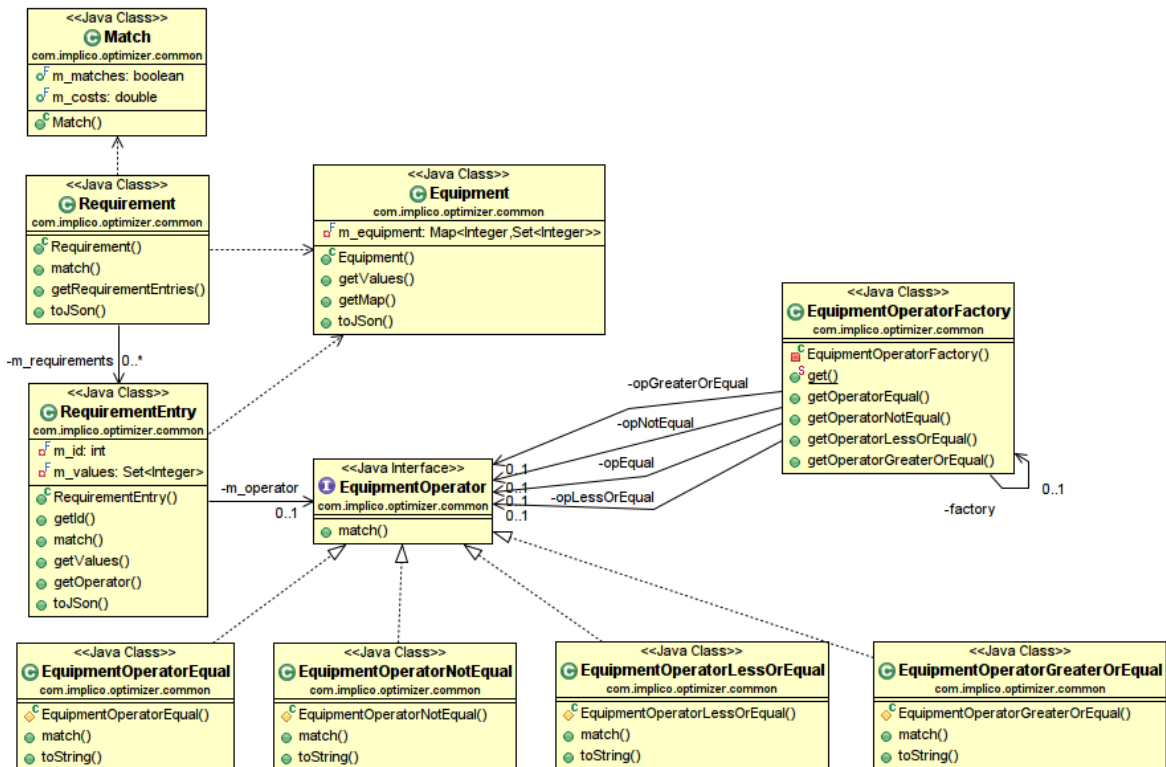 <<Java Class>>
Match
com.implico.optimizer.common
m_matches: boolean
m_costs: double
Match()
<<Java Class>>
Requirement
com.implico.optimizer.common
Requirement()
match()
getRequirementEntries()
toJSon()
<<Java Class>>
Equipment
com.implico.optimizer.common
m_equipment: Map<Integer,Set<Integer>>
Equipment()
getValues()
getMap()
toJSon()
<<Java Class>>
EquipmentOperatorFactory
com.implico.optimizer.common
EquipmentOperatorFactory()
get()
getOperatorEqual()
getOperatorNotEqual()
getOperatorLessOrEqual()
getOperatorGreaterOrEqual()
-m_requirements 0..*
<<Java Class>>
RequirementEntry
com.implico.optimizer.common
m_id: int
m_values: Set<Integer>
RequirementEntry()
getId()
match()
getValues()
getOperator()
toJSon()
-m_operator
0..1
<<Java Interface>>
EquipmentOperator
com.implico.optimizer.common
match()
-opGreaterOrEqual
-opNotEqual
-opEqual
-opLessOrEqual
0..1
0..1
0..1
0..1
0..1
-factory
<<Java Class>>
EquipmentOperatorEqual
com.implico.optimizer.common
EquipmentOperatorEqual()
match()
toString()
<<Java Class>>
EquipmentOperatorNotEqual
com.implico.optimizer.common
EquipmentOperatorNotEqual()
match()
toString()
<<Java Class>>
EquipmentOperatorLessOrEqual
com.implico.optimizer.common
EquipmentOperatorLessOrEqual()
match()
toString()
<<Java Class>>
EquipmentOperatorGreaterOrEqual
com.implico.optimizer.common
EquipmentOperatorGreaterOrEqual()
match()
toString()